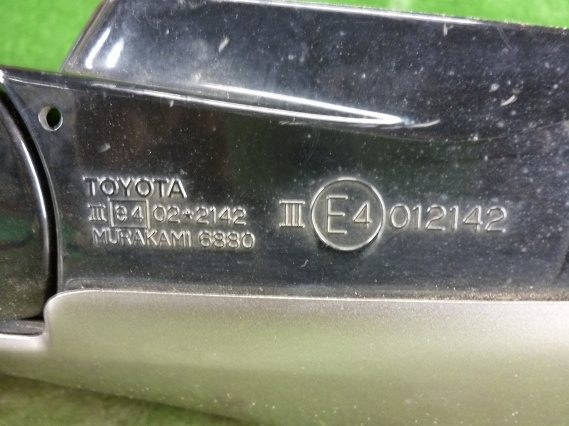 TOYOTA
III e4 02*2142
MURAKAMI 6880
III E4 012142